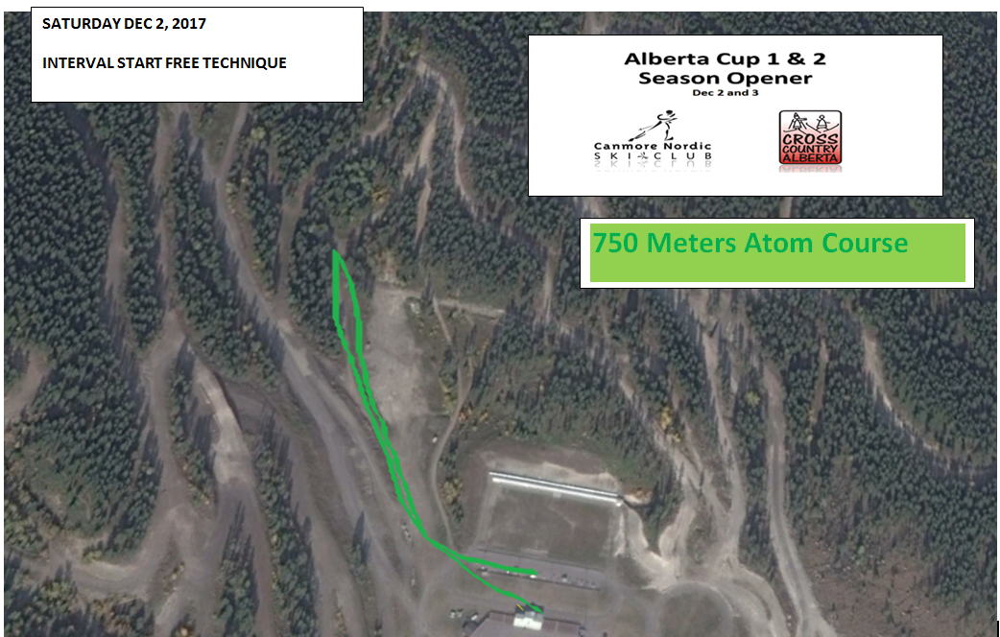 SATURDAY DEC 2, 2017
INTERVAL START FREE TECHNIQUE
Alberta Cup 1 & 2
Season Opener
Dec 2 and 3
Canmore Nordic
SKI CLUB
CROSS
COUNTRY
ALBERTA
750 Meters Atom Course